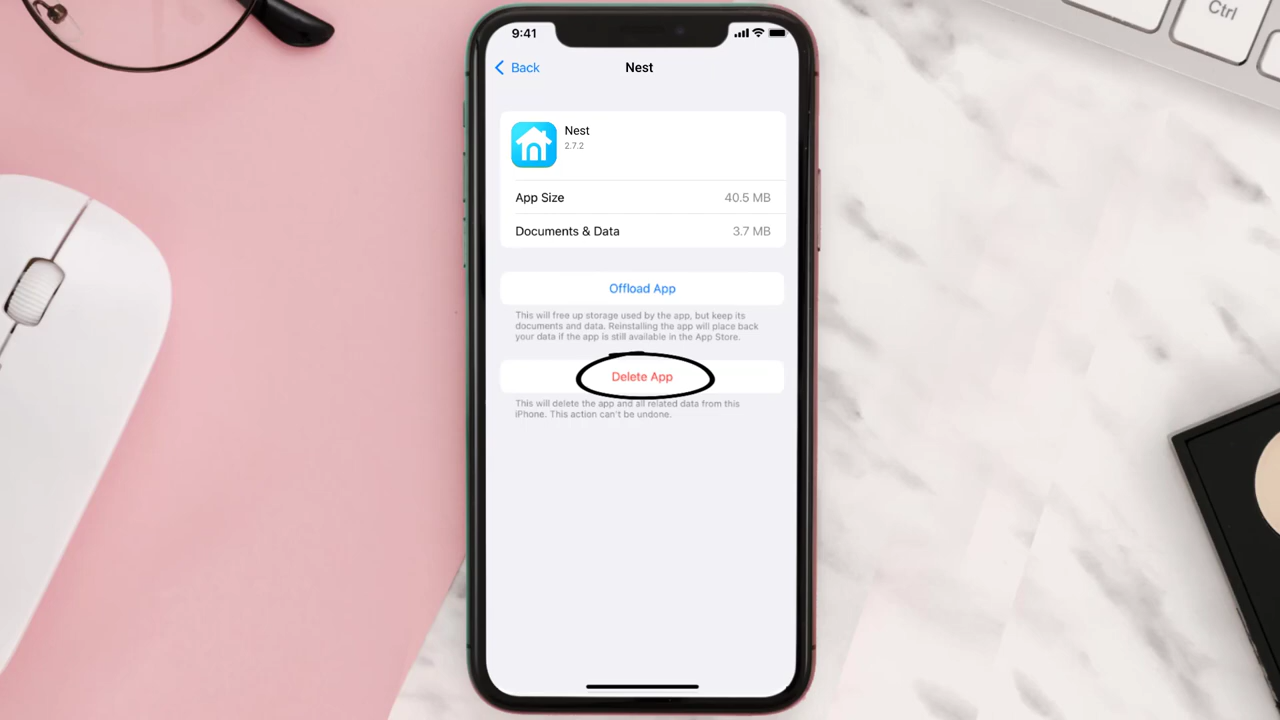 Ctrl
9:41
Back
Nest
Nest
2.7.2
App Size 40.5 MB
Documents & Data 3.7 MB
Offload App
This will free up storage used by the app, but keep its
documents and data. Reinstalling the app will place back
your data if the app is still available in the App Store.
Delete App
This will delete the app and all related data from this
iPhone. This action can't be undone.